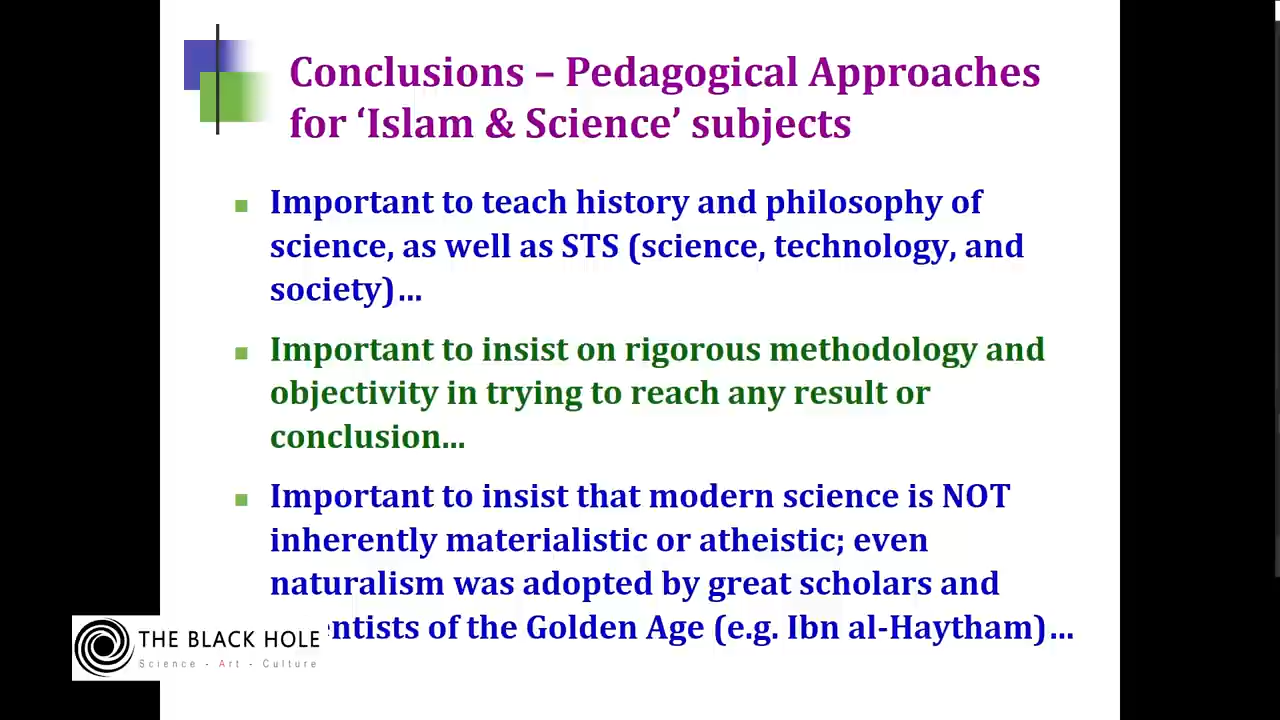 Conclusions – Pedagogical Approaches
for ‘Islam & Science’ subjects
Important to teach history and philosophy of
science, as well as STS (science, technology, and
society)…
Important to insist on rigorous methodology and
objectivity in trying to reach any result or
conclusion…
Important to insist that modern science is NOT
inherently materialistic or atheistic; even
naturalism was adopted by great scholars and
entists of the Golden Age (e.g. Ibn al-Haytham)…
THE BLACK HOLE
Science - Art - Culture